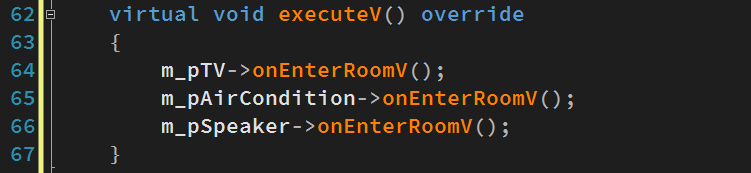 62 virtual void executeV() override
63 {
64 m_pTV->onEnterRoomV();
65 m_pAirCondition->onEnterRoomV();
66 m_pSpeaker->onEnterRoomV();
67 }